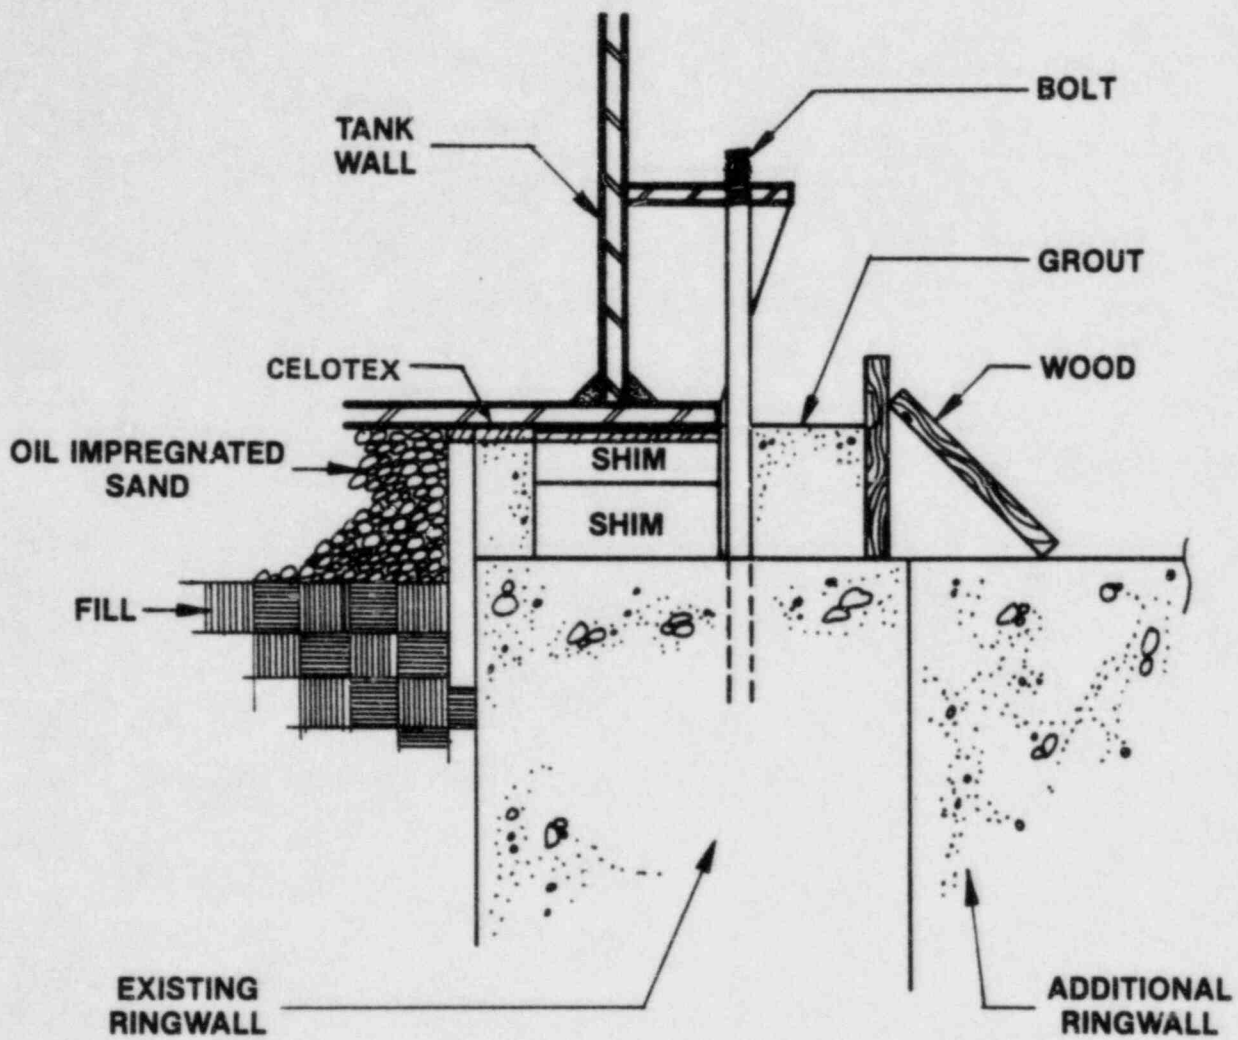 BOLT
TANK
WALL
GROUT
CELOTEX
WOOD
OIL IMPREGNATED
SAND
SHIM
SHIM
FILL
EXISTING
RINGWALL
ADDITIONAL
RINGWALL